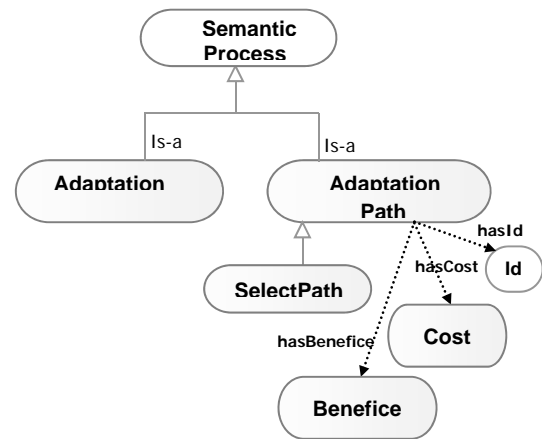 Semantic
Process
Is-a
Is-a
Adaptation
Adaptation
Path
hasId
Id
hasCost
SelectPath
Cost
hasBenefice
Benefice